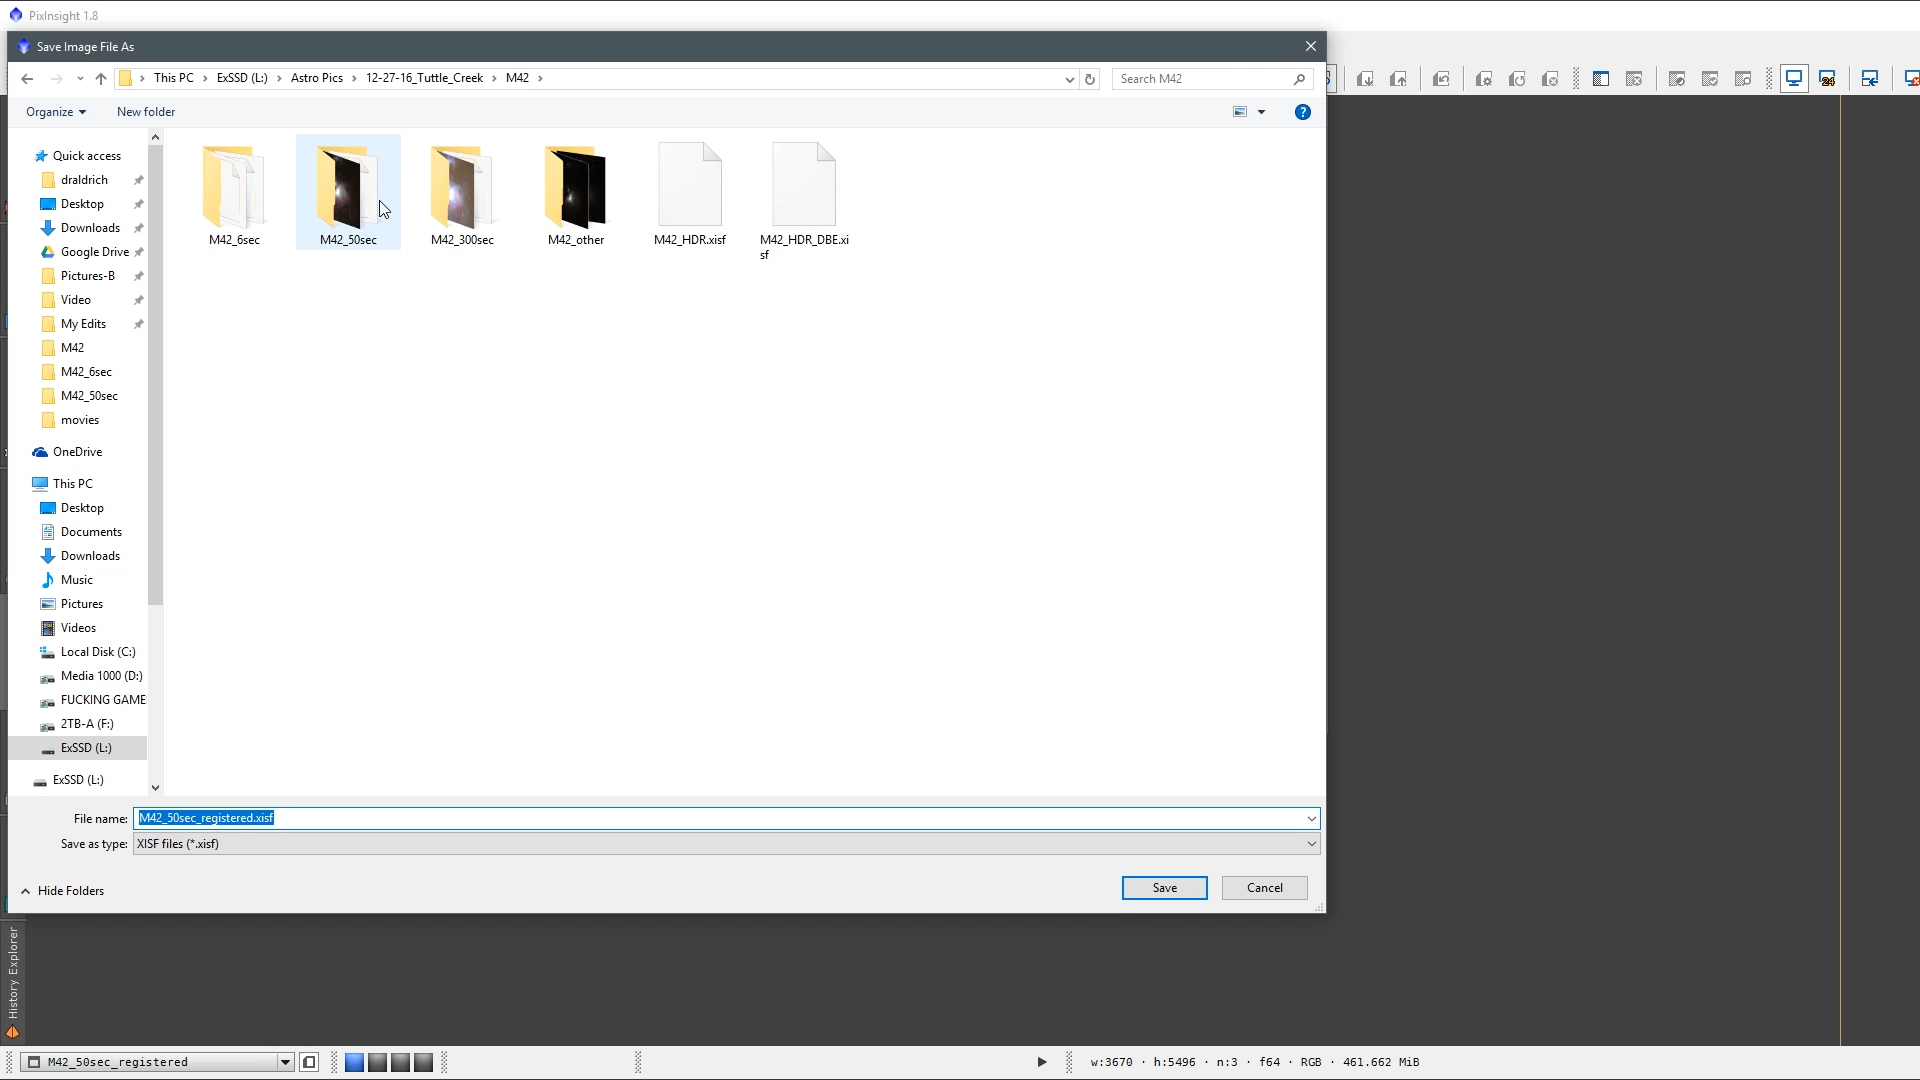 PixInsight 1.8
Save Image File As
This PC > ExSSD (L:) > Astro Pics > 12-27-16_Tuttle_Creek > M42 >
Search M42
24
Organize
New folder
?
Quick access
draldrich
Desktop
Downloads
Google Drive
Pictures-B
Video
My Edits
M42
M42_6sec
M42_50sec
movies
OneDrive
This PC
Desktop
Documents
Downloads
Music
Pictures
Videos
Local Disk (C:)
Media 1000 (D:)
FUCKING GAME
2TB-A (F:)
ExSSD (L:)
ExSSD (L:)
M42_6sec
M42_50sec
M42_300sec
M42_other
M42_HDR.xisf
M42_HDR_DBE.xi
sf
File name: M42_50sec_registered.xisf
Save as type: XISF files (*.xisf)
Hide Folders
Save
Cancel
History Explorer
M42_50sec_registered
w:3670 · h:5496 · n:3 · f64 · RGB · 461.662 MiB